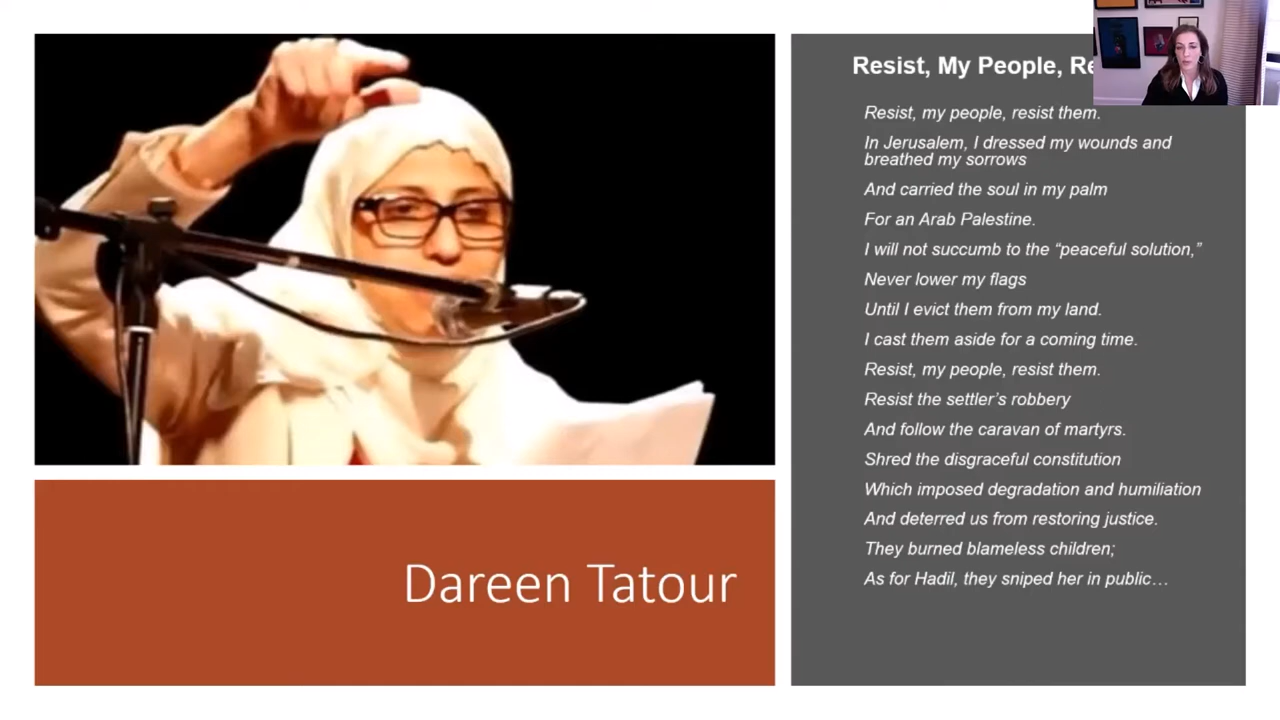 Resist, My People, Re
Resist, my people, resist them.
In Jerusalem, I dressed my wounds and
breathed my sorrows
And carried the soul in my palm
For an Arab Palestine.
I will not succumb to the “peaceful solution,”
Never lower my flags
Until I evict them from my land.
I cast them aside for a coming time.
Resist, my people, resist them.
Resist the settler’s robbery
And follow the caravan of martyrs.
Shred the disgraceful constitution
Which imposed degradation and humiliation
And deterred us from restoring justice.
They burned blameless children;
As for Hadil, they sniped her in public…
Dareen Tatour